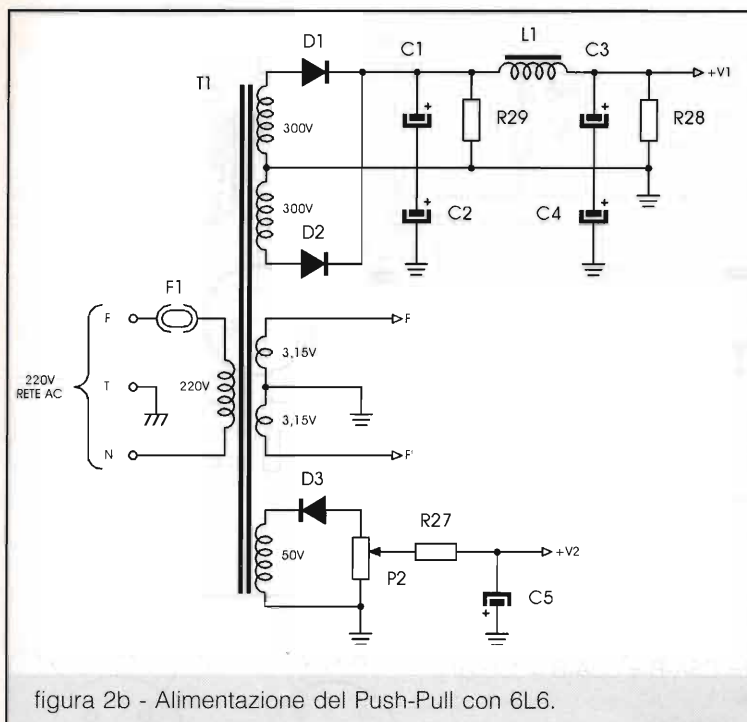 D1
C1
L1
C3
+V1
T1
300V
R29
R28
300V
D2
C2
C4
F1
F
F
220V
RETE AC
T
220V
3,15V
3,15V
N
F'
D3
50V
P2
R27
+V2
C5
figura 2b - Alimentazione del Push-Pull con 6L6.